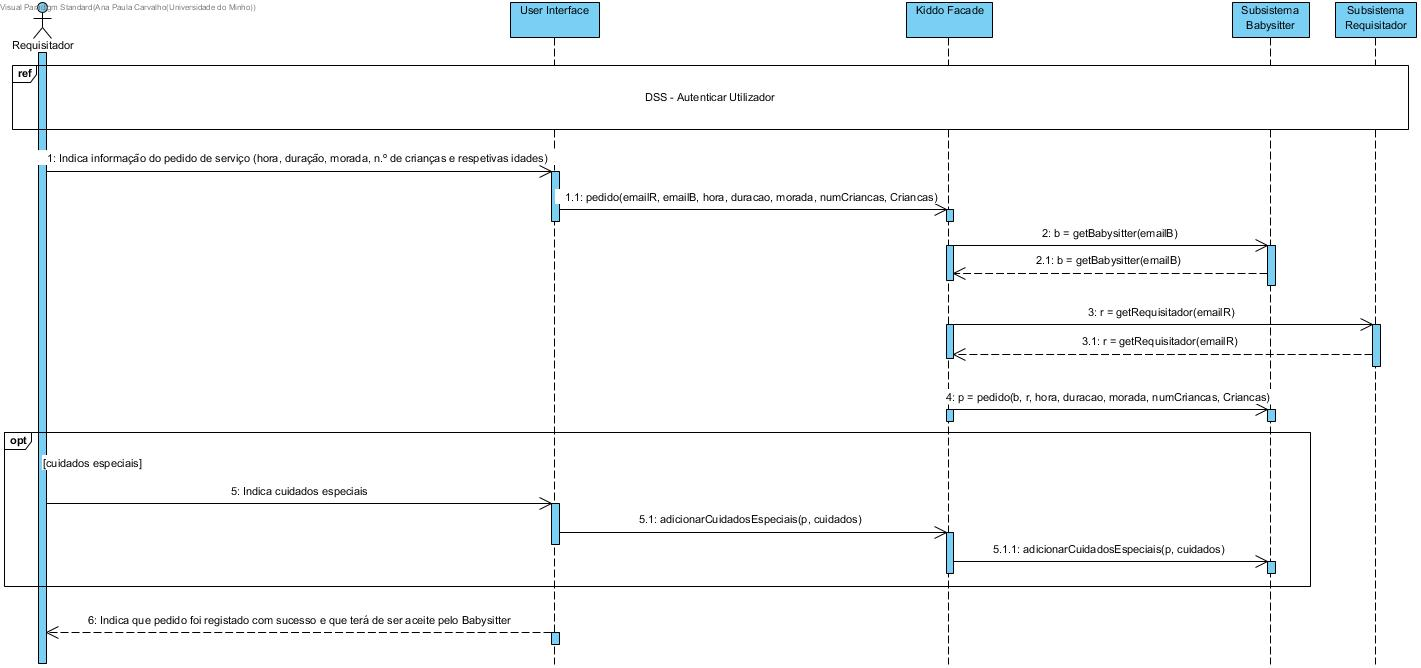 Visual Paradigm Standard(Ana Paula Carvalho(Universidade do Minho))
Requisitador
User Interface
Kiddo Facade
Subsistema
Babysitter
Subsistema
Requisitador
ref
DSS - Autenticar Utilizador
1: Indica informação do pedido de serviço (hora, duração, morada, n.º de crianças e respetivas idades)
1.1: pedido(emailR, emailB, hora, duracao, morada, numCriancas, Criancas)
2: b = getBabysitter(emailB)
2.1: b = getBabysitter(emailB)
3: r = getRequisitador(emailR)
3.1: r = getRequisitador(emailR)
4: p = pedido(b, r, hora, duracao, morada, numCriancas, Criancas)
opt
[cuidados especiais]
5: Indica cuidados especiais
5.1: adicionarCuidadosEspeciais(p, cuidados)
5.1.1: adicionarCuidadosEspeciais(p, cuidados)
6: Indica que pedido foi registado com sucesso e que terá de ser aceite pelo Babysitter